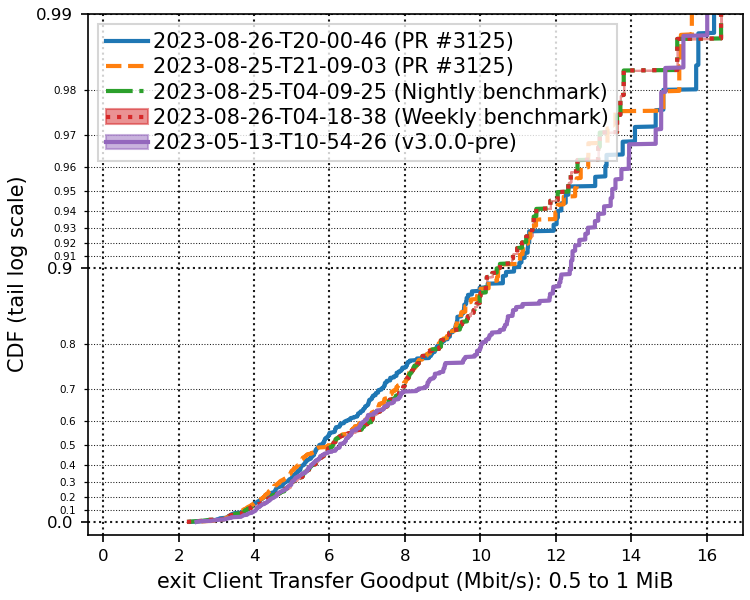 0.99
2023-08-26-T20-00-46 (PR #3125)
2023-08-25-T21-09-03 (PR #3125)
2023-08-25-T04-09-25 (Nightly benchmark)
2023-08-26-T04-18-38 (Weekly benchmark)
2023-05-13-T10-54-26 (v3.0.0-pre)
0.98
0.97
0.96
0.95
0.94
0.93
0.92
0.91
0.9
0.8
0.7
0.6
0.5
0.4
0.3
0.2
0.1
0.0
CDF (tail log scale)
0 2 4 6 8 10 12 14 16
exit Client Transfer Goodput (Mbit/s): 0.5 to 1 MiB